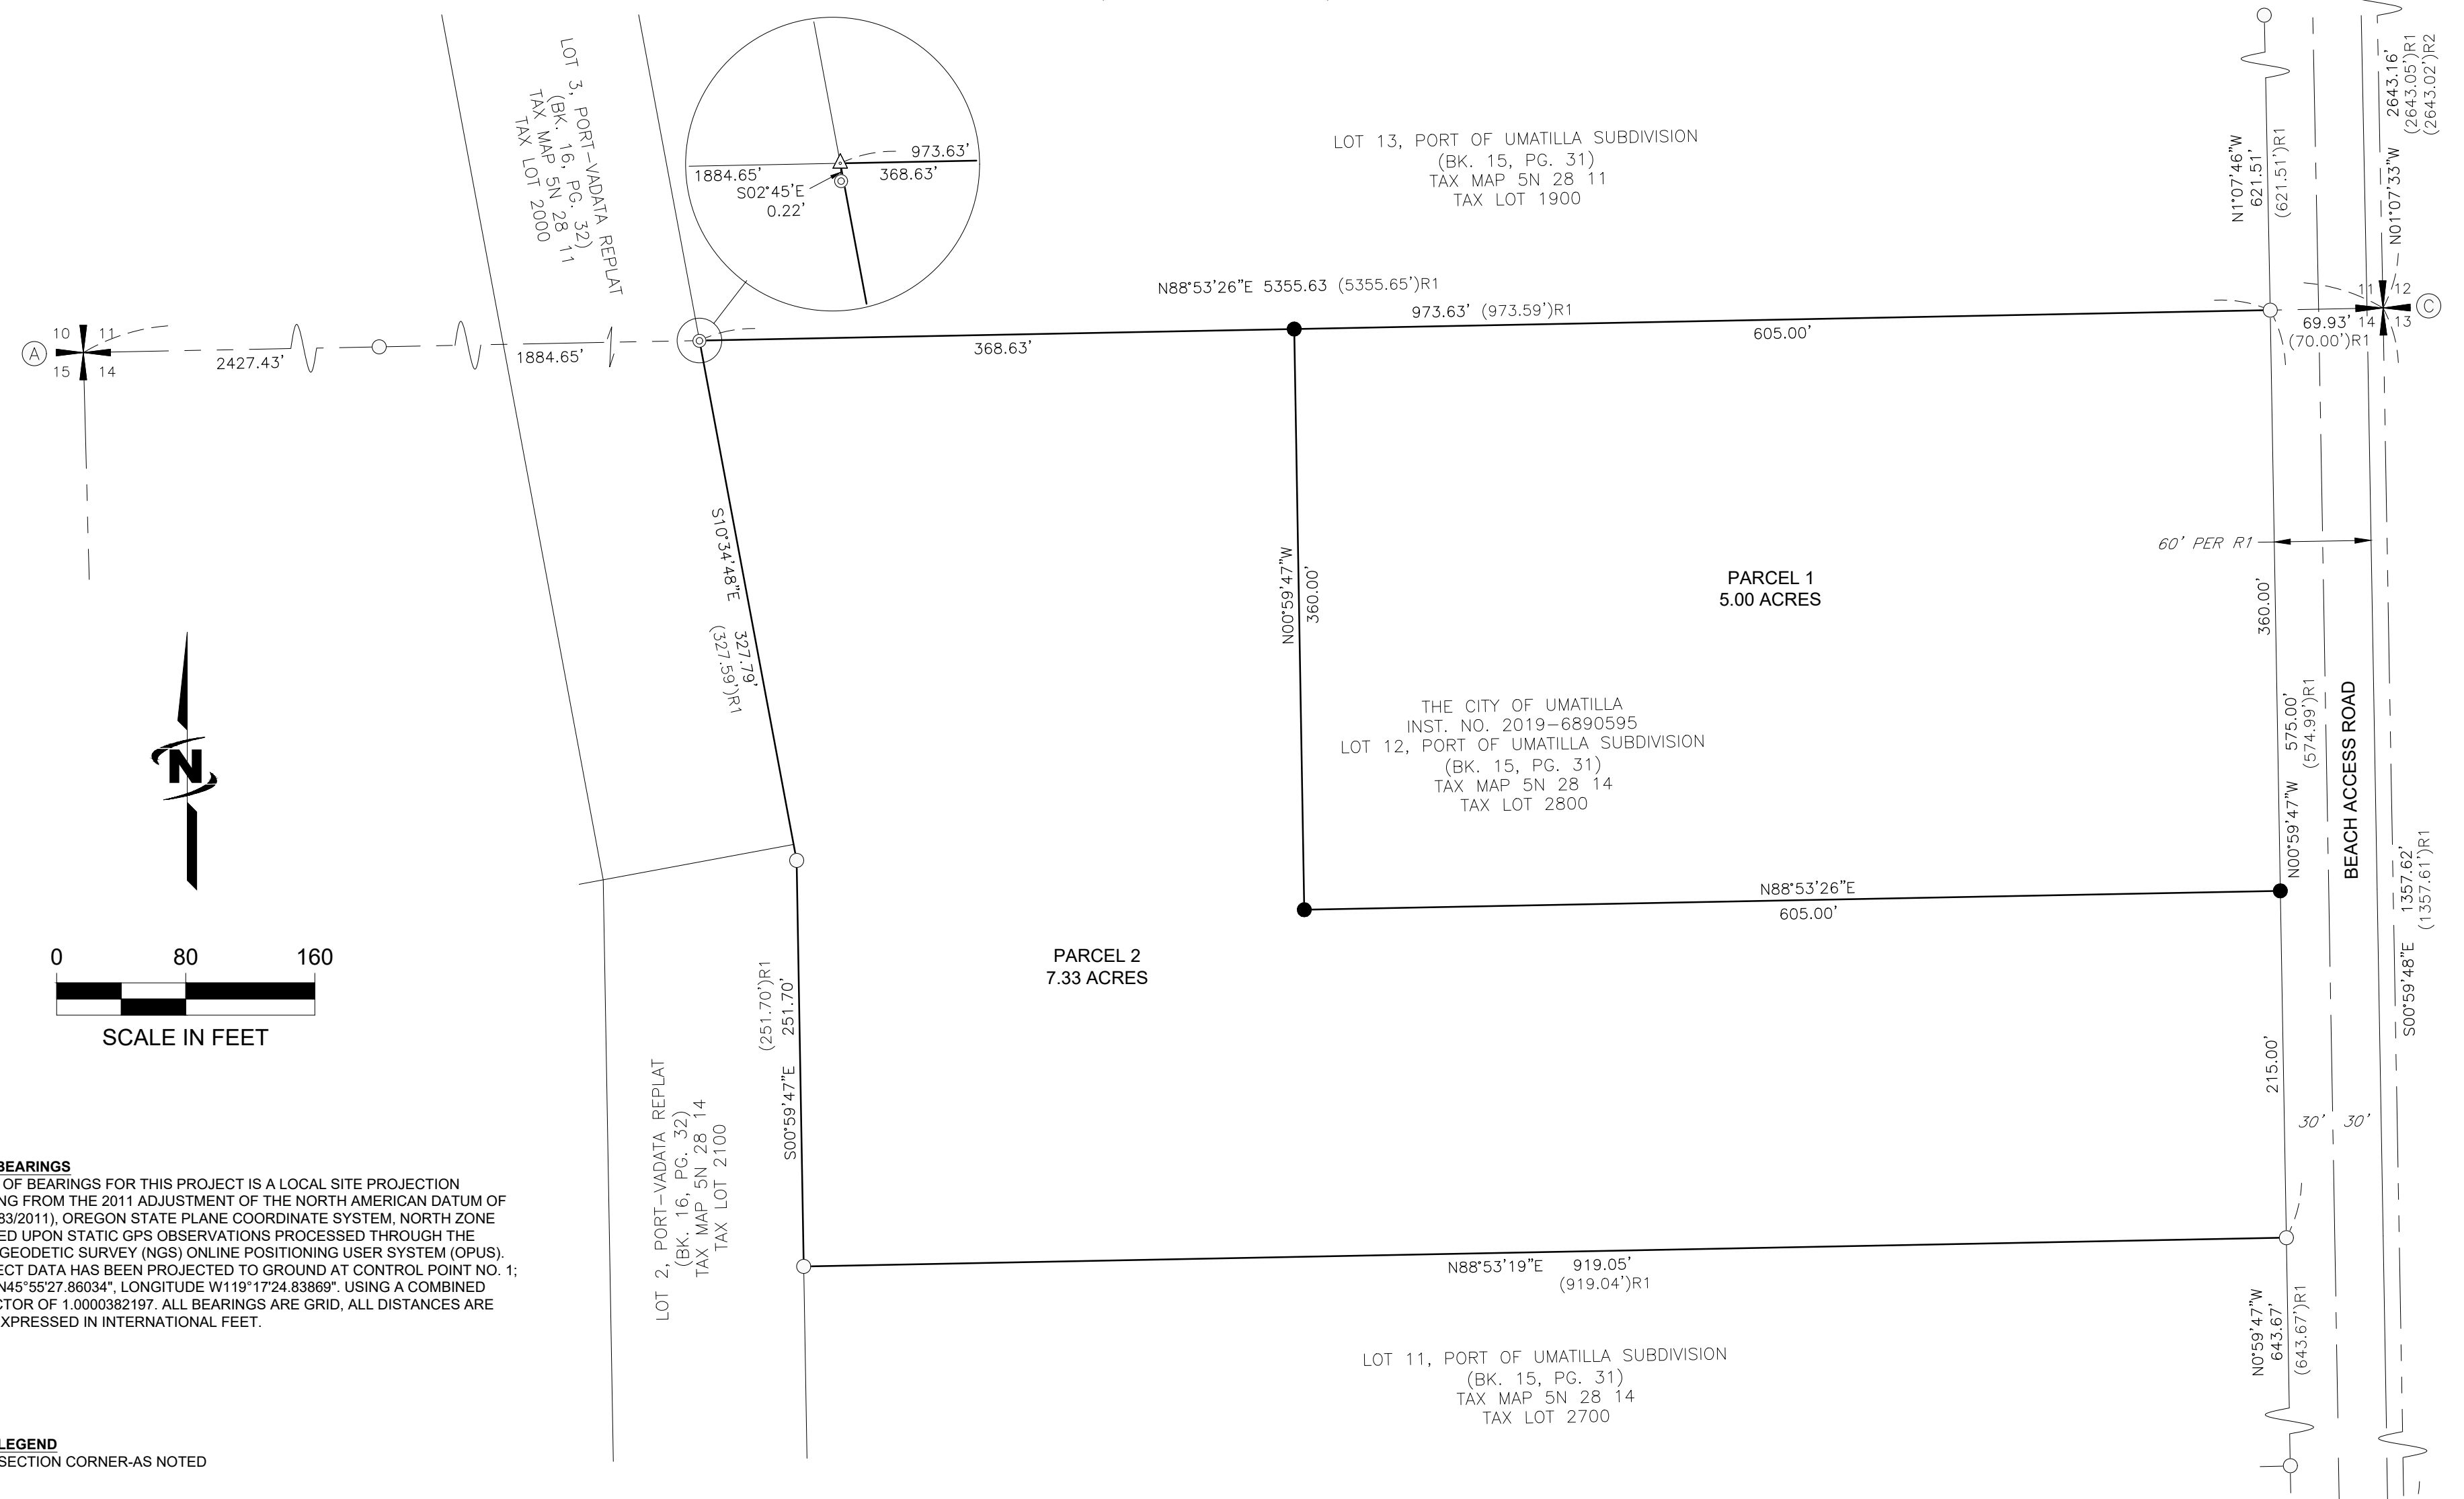 LOT 3, PORT-VADATA REPLAT
(BK. 16, PG. 32)
TAX MAP 5N 28 11
TAX LOT 2000
973.63'
1884.65'
368.63'
S02°45'E
0.22'
LOT 13, PORT OF UMATILLA SUBDIVISION
(BK. 15, PG. 31)
TAX MAP 5N 28 11
TAX LOT 1900
N1°07'46"W
621.51'
(621.51')R1
N01°07'33"W 2643.16'
(2643.05')R1
(2643.02')R2
N88°53'26"E 5355.63 (5355.65')R1
973.63' (973.59')R1
A
10 11
15 14
2427.43'
1884.65'
368.63'
605.00'
11 12
14 13
C
69.93'
(70.00')R1
S10°34'48"E 327.79'
(327.59')R1
N00°59'47"W
360.00'
60' PER R1
PARCEL 1
5.00 ACRES
360.00'
THE CITY OF UMATILLA
INST. NO. 2019-6890595
LOT 12, PORT OF UMATILLA SUBDIVISION
(BK. 15, PG. 31)
TAX MAP 5N 28 14
TAX LOT 2800
N00°59'47"W 575.00'
(574.99')R1
BEACH ACCESS ROAD
S00°59'48"E 1357.62'
(1357.61')R1
N
N88°53'26"E
605.00'
PARCEL 2
7.33 ACRES
0 80 160
SCALE IN FEET
(251.70')R1
S00°59'47"E 251.70'
215.00'
30' 30'
LOT 2, PORT-VADATA REPLAT
(BK. 16, PG. 32)
TAX MAP 5N 28 14
TAX LOT 2100
BEARINGS
OF BEARINGS FOR THIS PROJECT IS A LOCAL SITE PROJECTION
NG FROM THE 2011 ADJUSTMENT OF THE NORTH AMERICAN DATUM OF
83/2011), OREGON STATE PLANE COORDINATE SYSTEM, NORTH ZONE
ED UPON STATIC GPS OBSERVATIONS PROCESSED THROUGH THE
GEODETIC SURVEY (NGS) ONLINE POSITIONING USER SYSTEM (OPUS).
ECT DATA HAS BEEN PROJECTED TO GROUND AT CONTROL POINT NO. 1;
N45°55'27.86034", LONGITUDE W119°17'24.83869". USING A COMBINED
CTOR OF 1.0000382197. ALL BEARINGS ARE GRID, ALL DISTANCES ARE
XPRESSED IN INTERNATIONAL FEET.
N88°53'19"E 919.05'
(919.04')R1
N0°59'47"W
643.67'
(643.67')R1
LOT 11, PORT OF UMATILLA SUBDIVISION
(BK. 15, PG. 31)
TAX MAP 5N 28 14
TAX LOT 2700
LEGEND
SECTION CORNER-AS NOTED